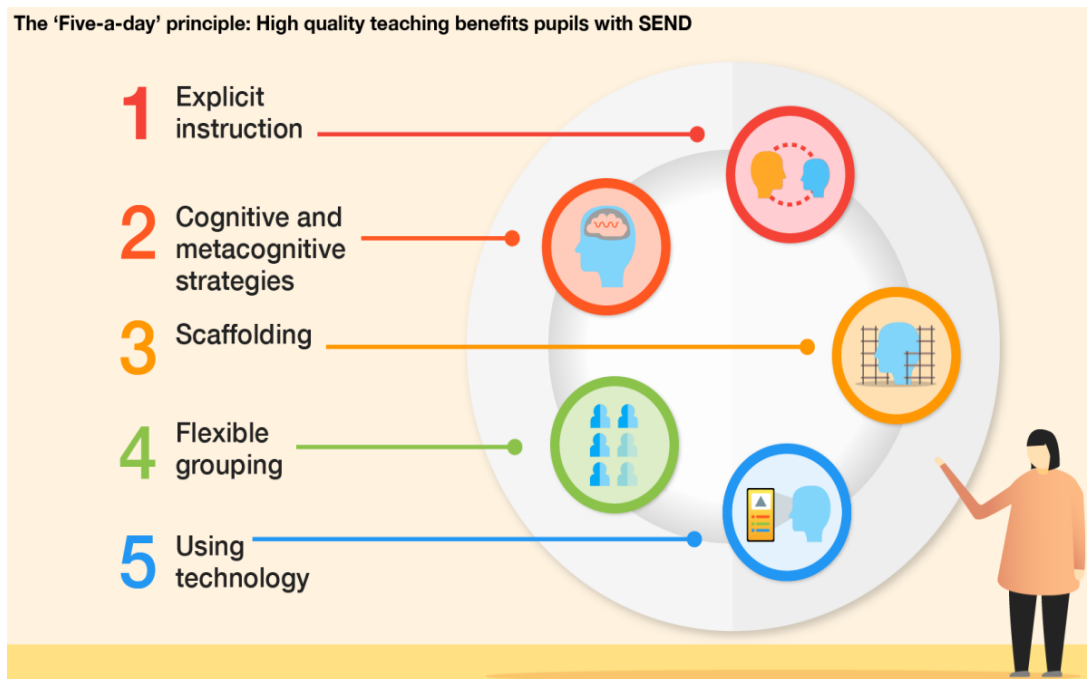 The ‘Five-a-day’ principle: High quality teaching benefits pupils with SEND
1 Explicit
instruction
2 Cognitive and
metacognitive
strategies
3 Scaffolding
4 Flexible
grouping
5 Using
technology